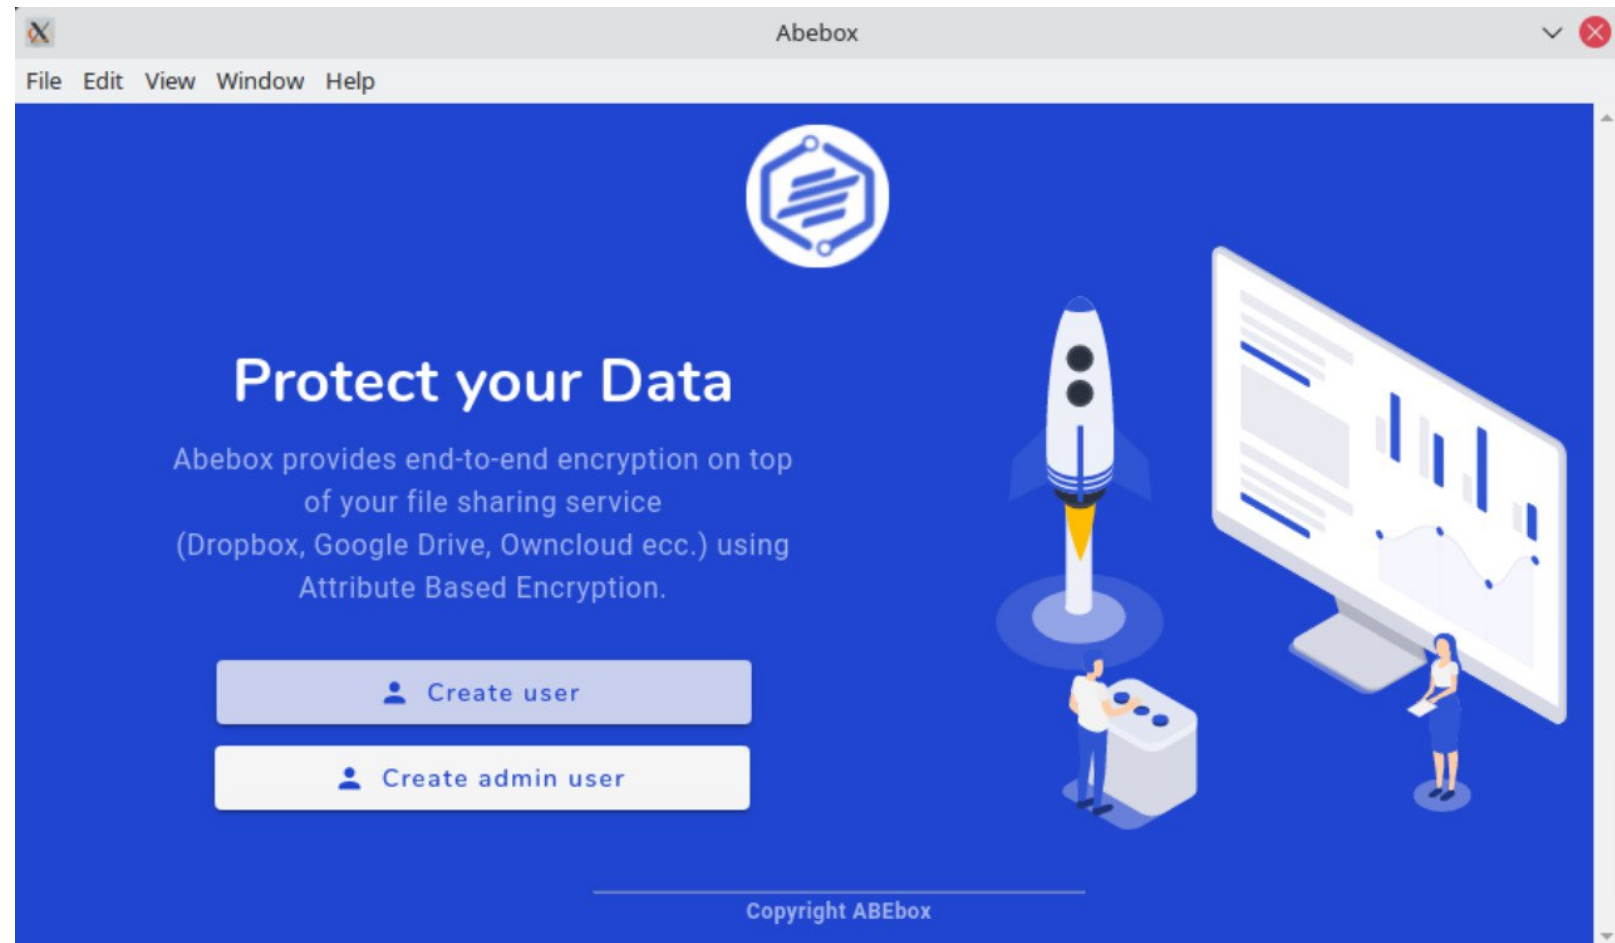 Abebox
File Edit View Window Help
Protect your Data
Abebox provides end-to-end encryption on top
of your file sharing service
(Dropbox, Google Drive, Owncloud ecc.) using
Attribute Based Encryption.
Create user
Create admin user
Copyright ABEbox